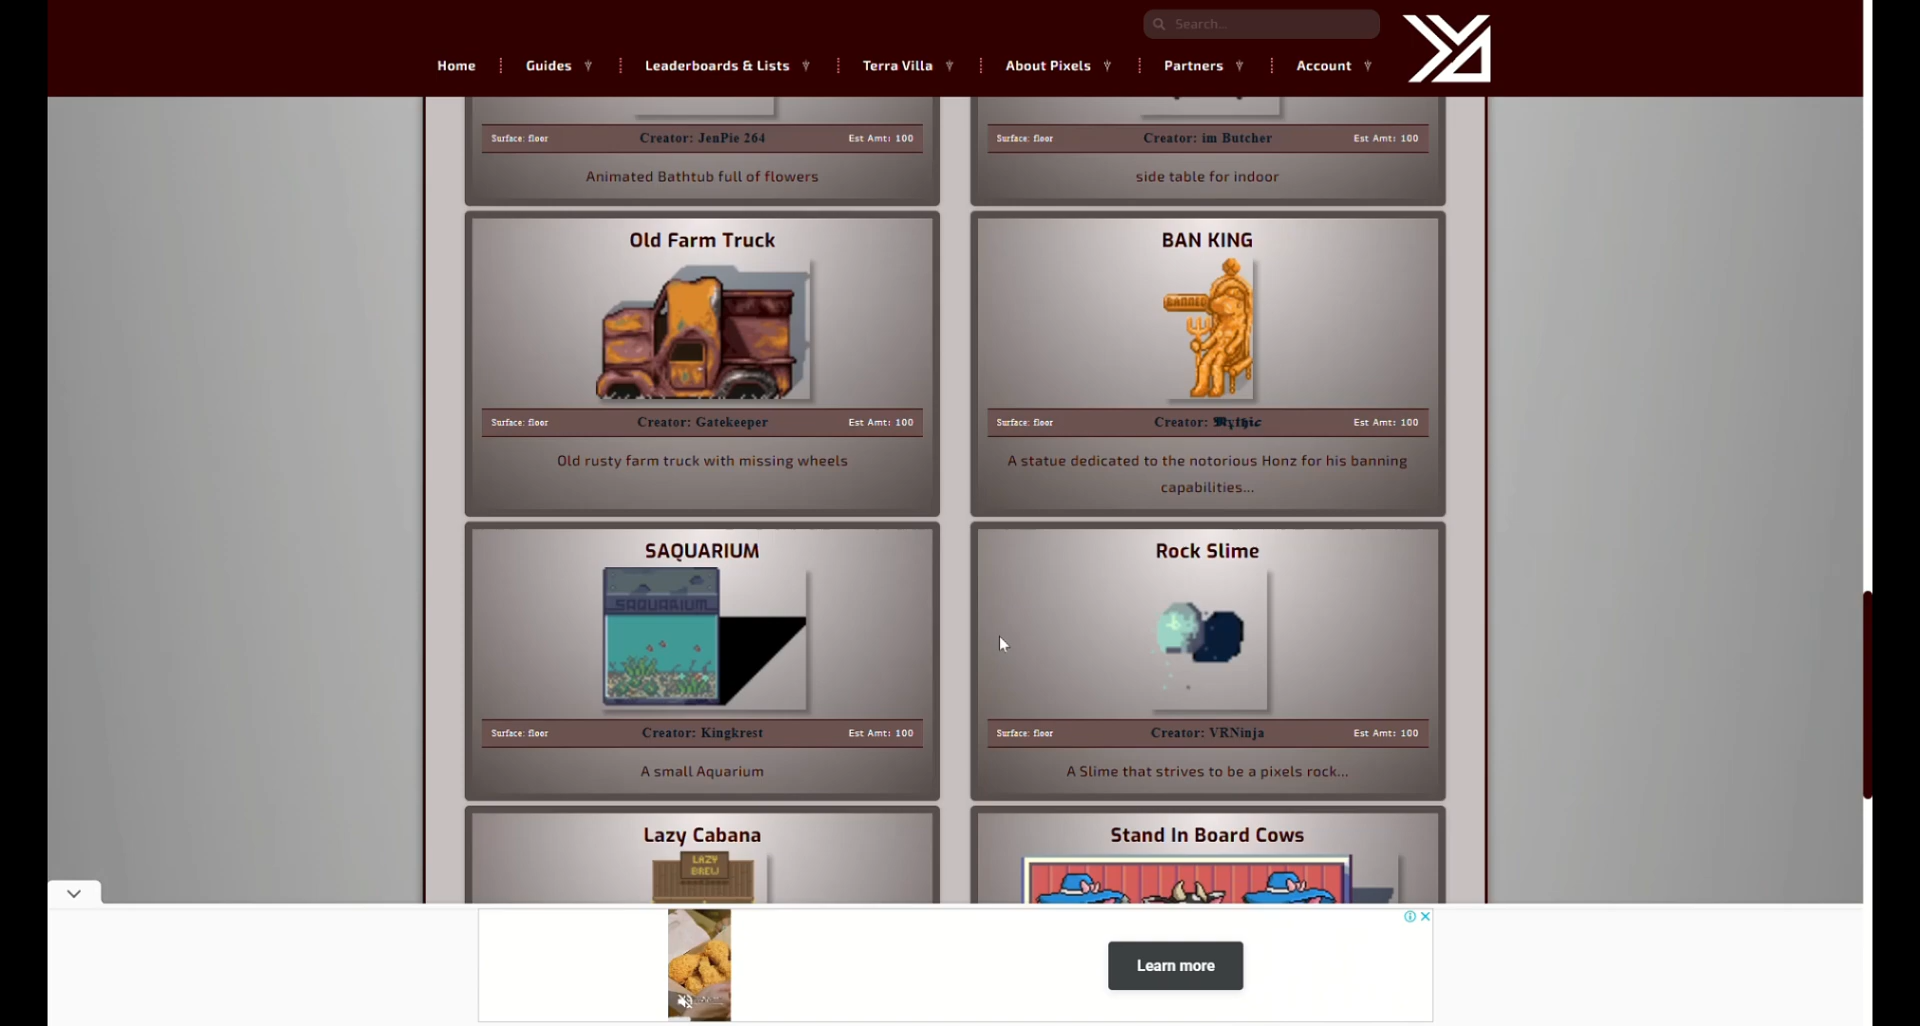 Search...
Home
Guides
Leaderboards & Lists
Terra Villa
About Pixels
Partners
Account
Surface: floor Creator: JenPie 264 Est Amt: 100
Animated Bathtub full of flowers
Surface: floor Creator: im Butcher Est Amt: 100
side table for indoor
Old Farm Truck
Surface: floor Creator: Gatekeeper Est Amt: 100
Old rusty farm truck with missing wheels
BAN KING
BANNED
Surface: floor Creator: Est Amt: 100
A statue dedicated to the notorious Honz for his banning
capabilities...
SAQUARIUM
SAQUARIUM
Surface: floor Creator: Kingkrest Est Amt: 100
A small Aquarium
Rock Slime
Surface: floor Creator: VRNinja Est Amt: 100
A Slime that strives to be a pixels rock...
Lazy Cabana
LAZY
BREW
Stand In Board Cows
Learn more